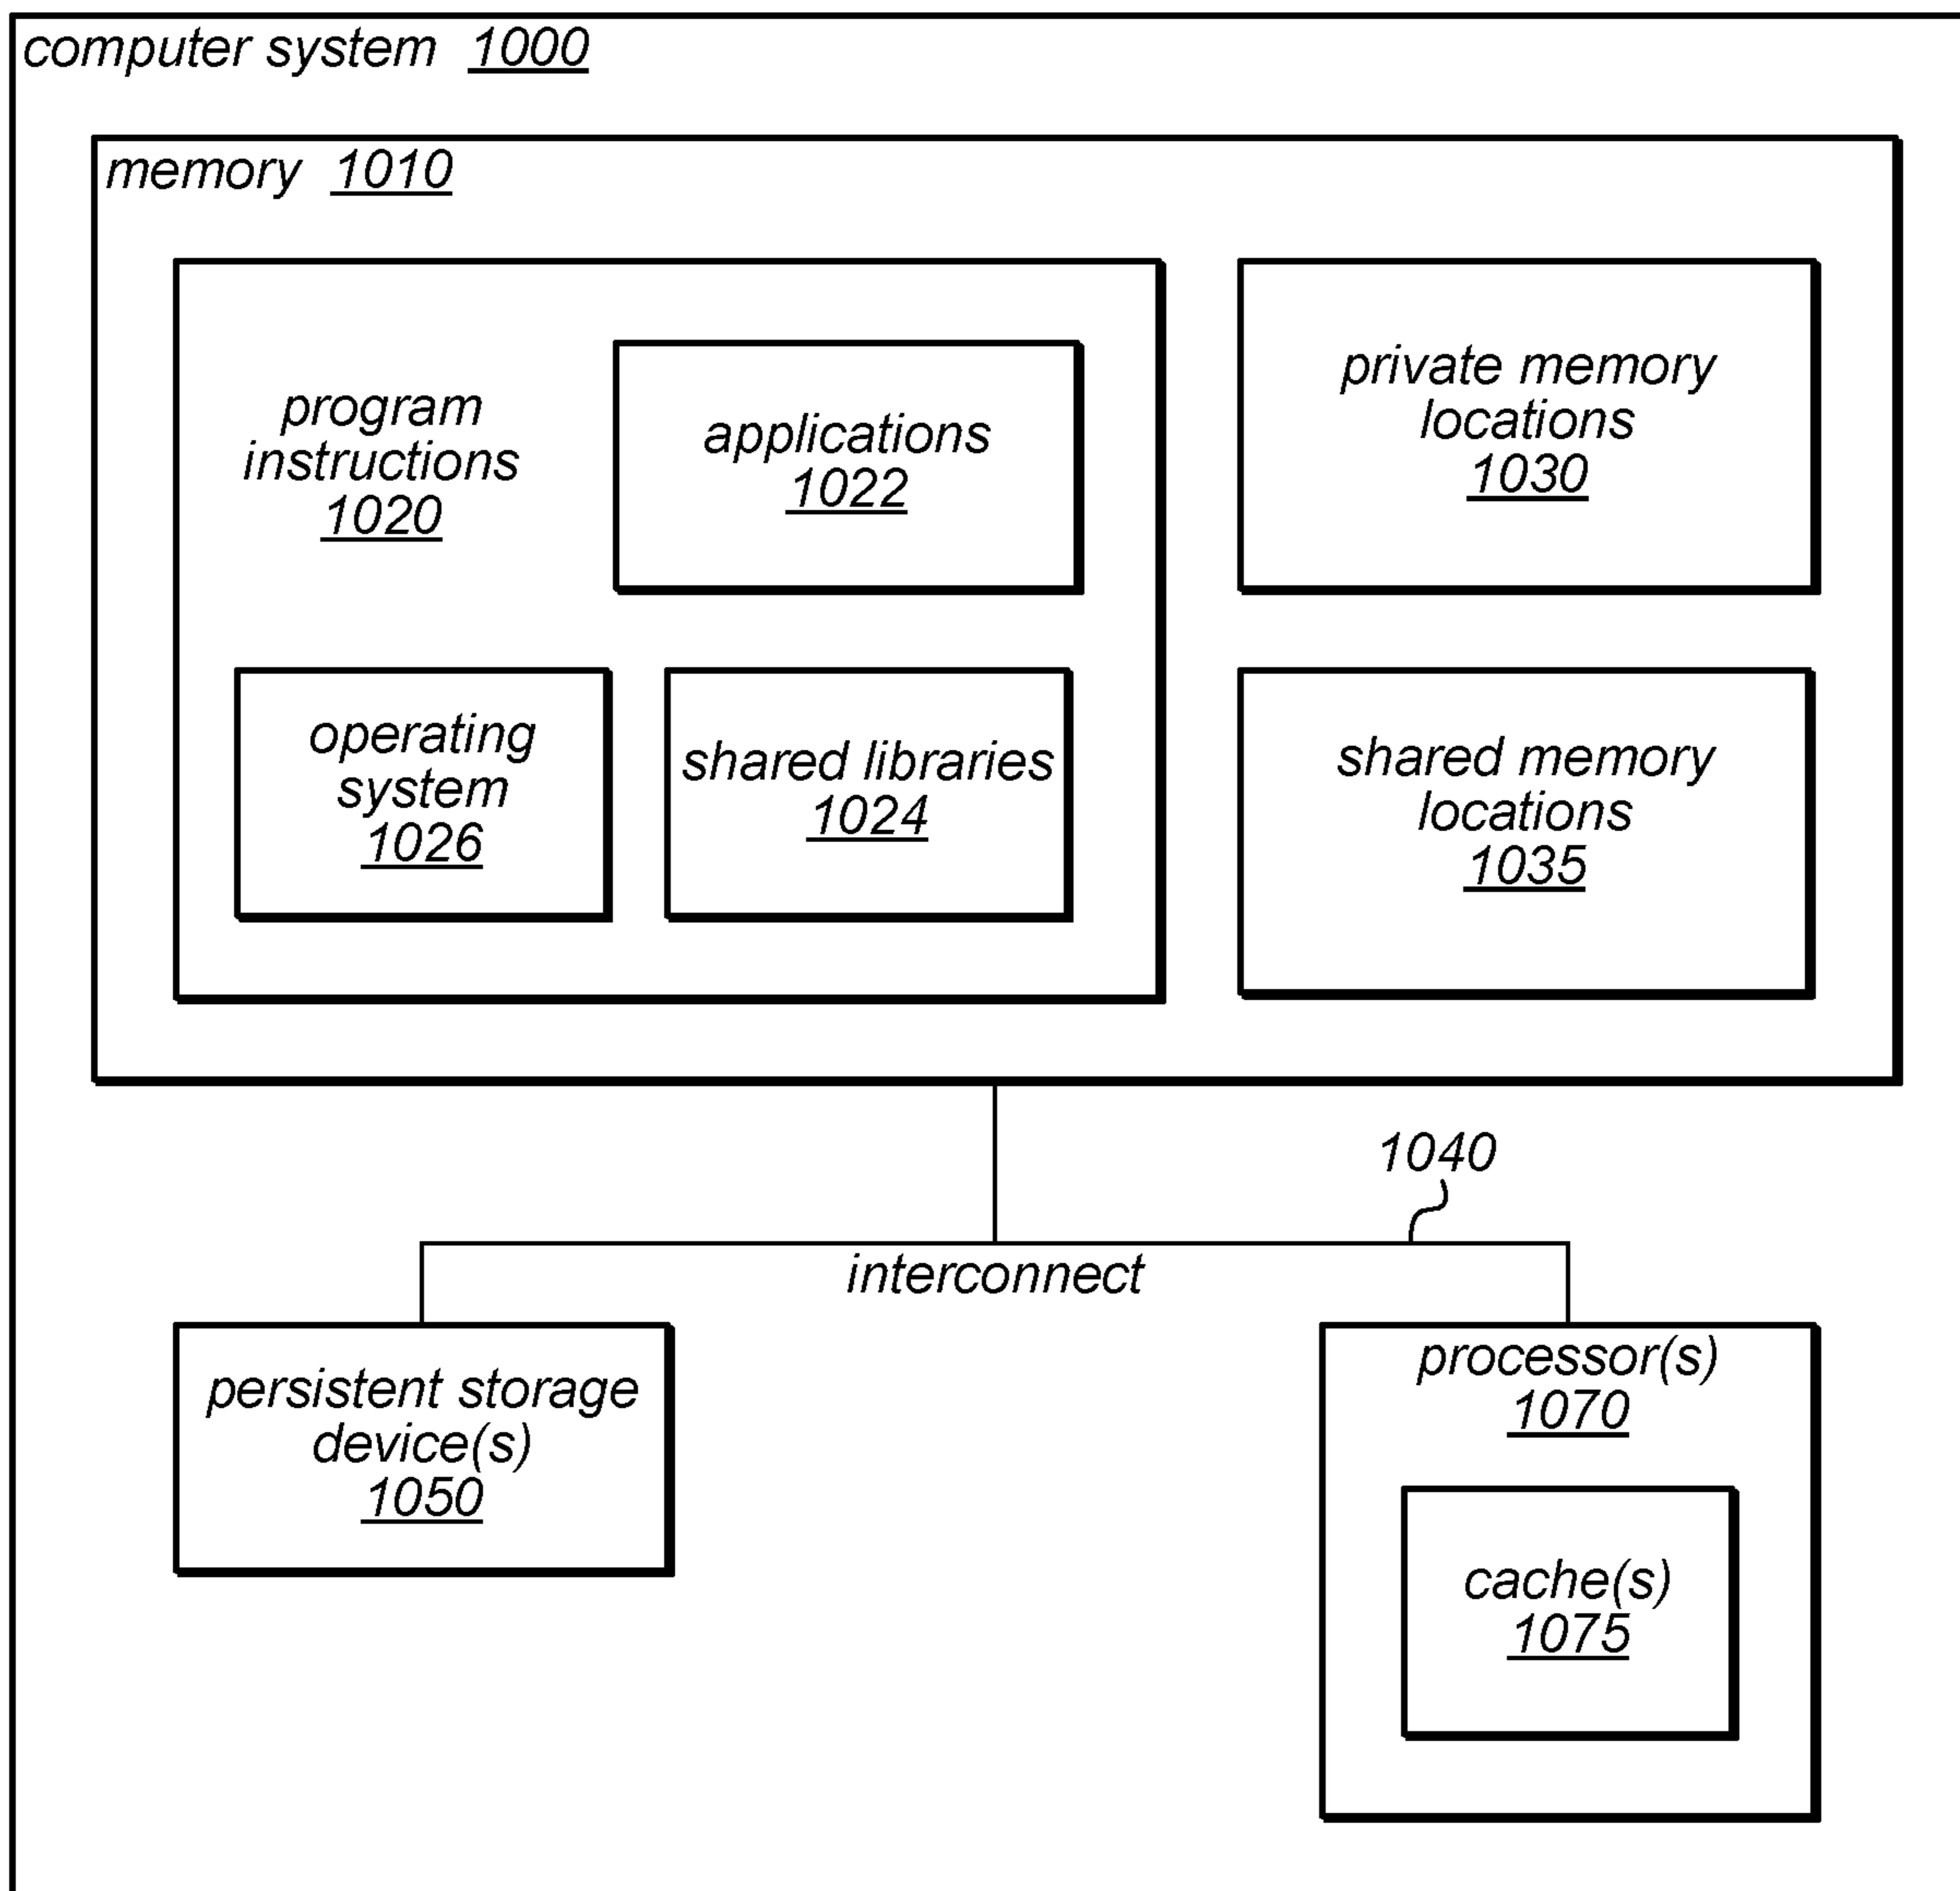 computer system 1000
memory 1010
program
instructions
1020
applications
1022
private memory
locations
1030
operating
system
1026
shared libraries
1024
shared memory
locations
1035
1040
interconnect
persistent storage
device(s)
1050
processor(s)
1070
cache(s)
1075